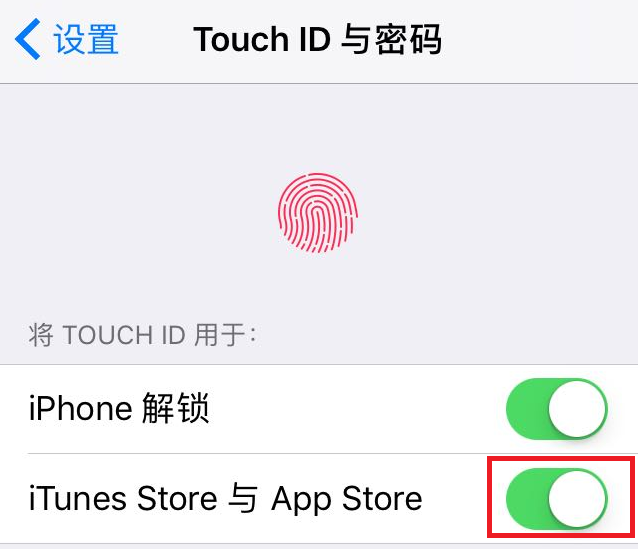 设置 Touch ID 与密码
将 TOUCH ID 用于：
iPhone 解锁
iTunes Store 与 App Store